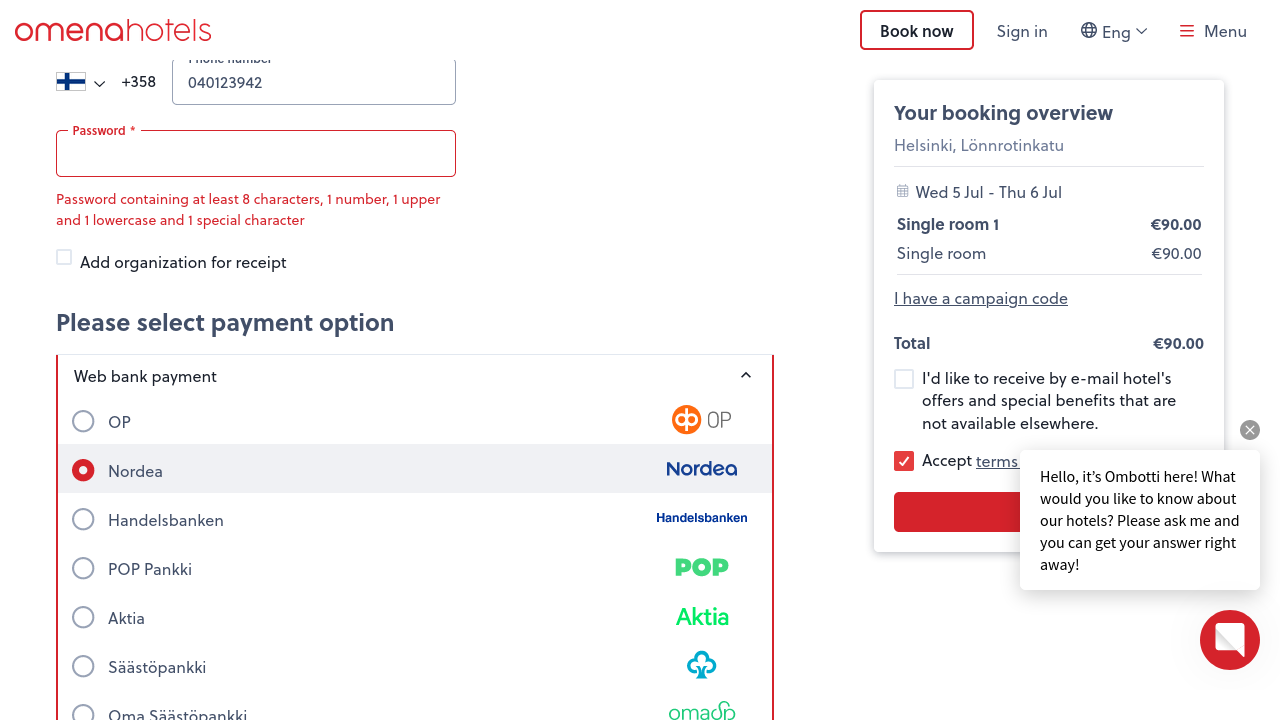 omenahotels
Book now
Sign in
Eng
Menu
Phone number
+358
040123942
Password *
Password containing at least 8 characters, 1 number, 1 upper
and 1 lowercase and 1 special character
Add organization for receipt
Please select payment option
Web bank payment
OP
OP
Nordea
Nordea
Handelsbanken
Handelsbanken
POP Pankki
POP
Aktia
Aktia
Säästöpankki
Oma Säästöpankki
omasp
Your booking overview
Helsinki, Lönnrotinkatu
Wed 5 Jul - Thu 6 Jul
Single room 1
€90.00
Single room
€90.00
I have a campaign code
Total
€90.00
I'd like to receive by e-mail hotel's
offers and special benefits that are
not available elsewhere.
Accept terms
Hello, it's Ombotti here! What
would you like to know about
our hotels? Please ask me and
you can get your answer right
away!